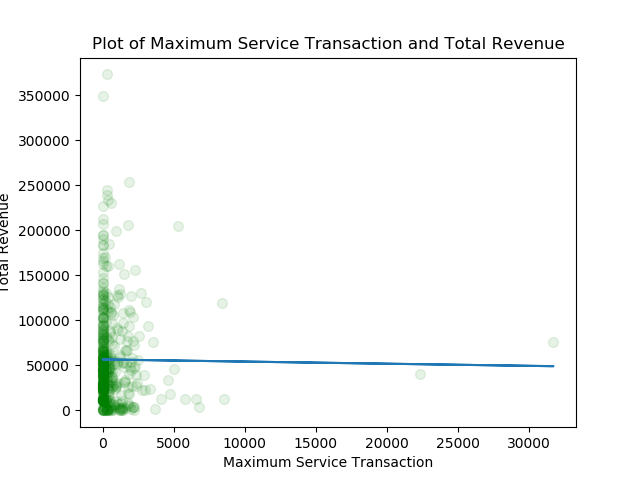 Plot of Maximum Service Transaction and Total Revenue
350000
300000
250000
200000
150000
100000
50000
0
Total Revenue
0 5000 10000 15000 20000 25000 30000
Maximum Service Transaction